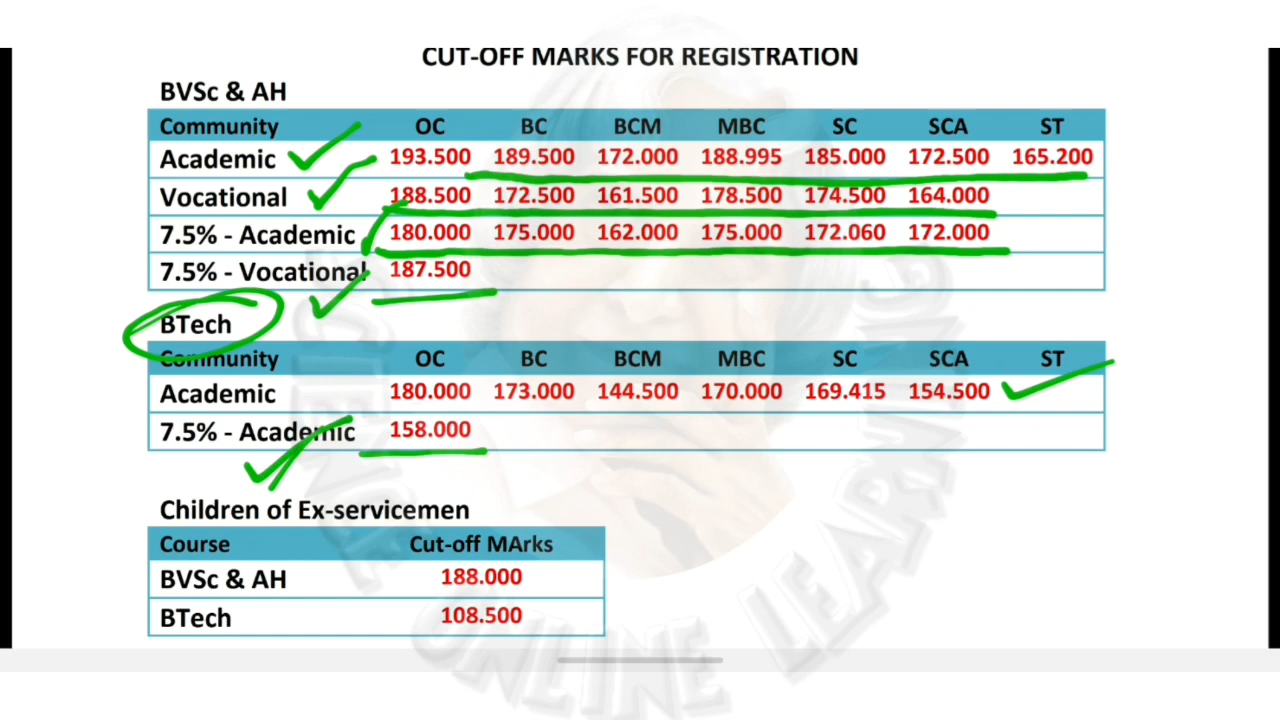 CUT-OFF MARKS FOR REGISTRATION
BVSc & AH
Community OC BC BCM MBC SC SCA ST
Academic 193.500 189.500 172.000 188.995 185.000 172.500 165.200
Vocational 188.500 172.500 161.500 178.500 174.500 164.000
7.5% - Academic 180.000 175.000 162.000 175.000 172.060 172.000
7.5% - Vocational 187.500
BTech
Community OC BC BCM MBC SC SCA ST
Academic 180.000 173.000 144.500 170.000 169.415 154.500
7.5% - Academic 158.000
Children of Ex-servicemen
Course Cut-off MArks
BVSc & AH 188.000
BTech 108.500
ONLINE LEARNING